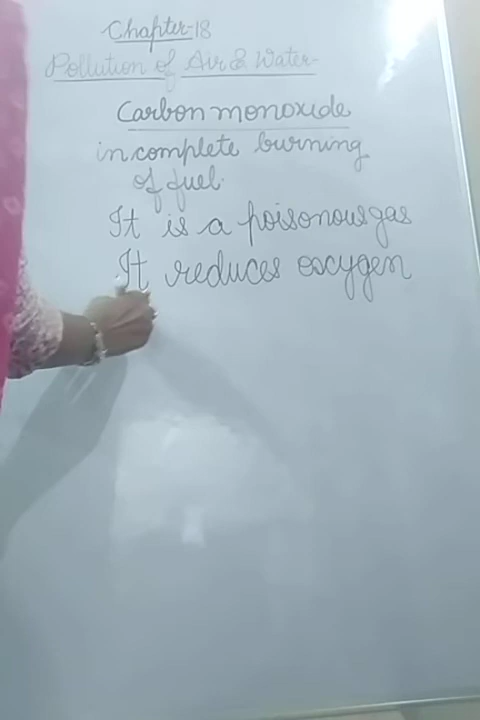 Chapter-18
Pollution of Air & Water-
Carbon monoxide
incomplete burning
of fuel.
It is a poisonous gas
It reduces oxygen